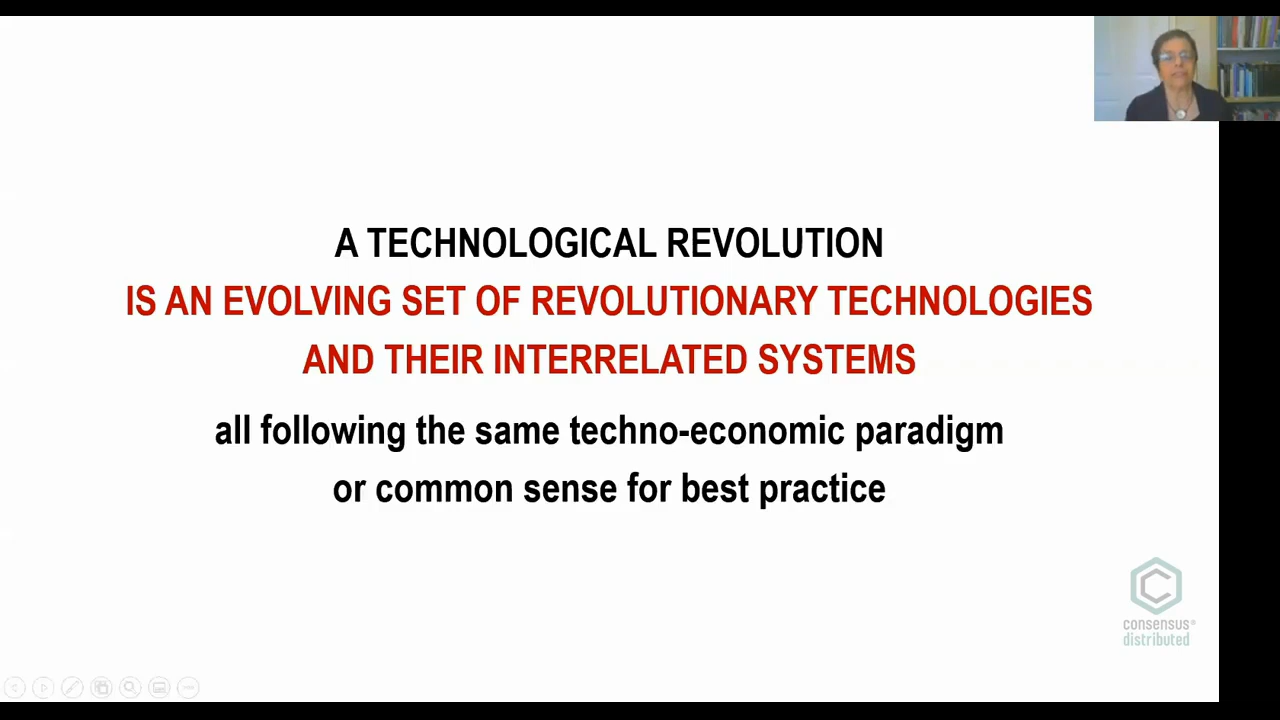 A TECHNOLOGICAL REVOLUTION
IS AN EVOLVING SET OF REVOLUTIONARY TECHNOLOGIES
AND THEIR INTERRELATED SYSTEMS
all following the same techno-economic paradigm
or common sense for best practice
consensus®
distributed